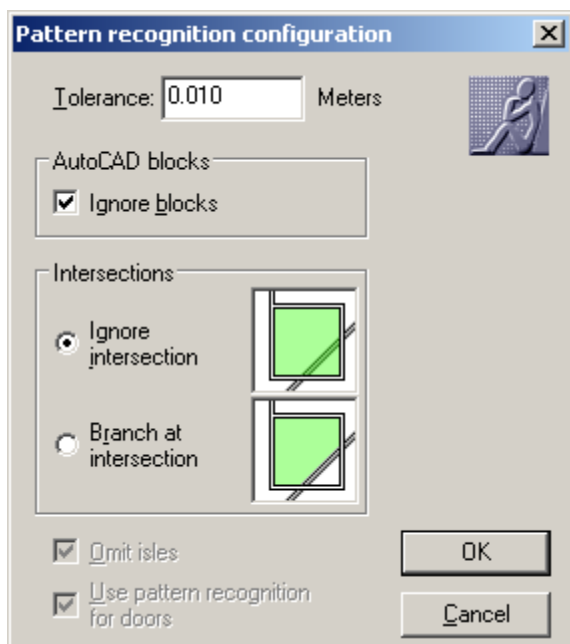 Pattern recognition configuration
Tolerance: 0.010 Meters
AutoCAD blocks
Ignore blocks
Intersections
Ignore
intersection
Branch at
intersection
Omit isles
Use pattern recognition
for doors
OK
Cancel